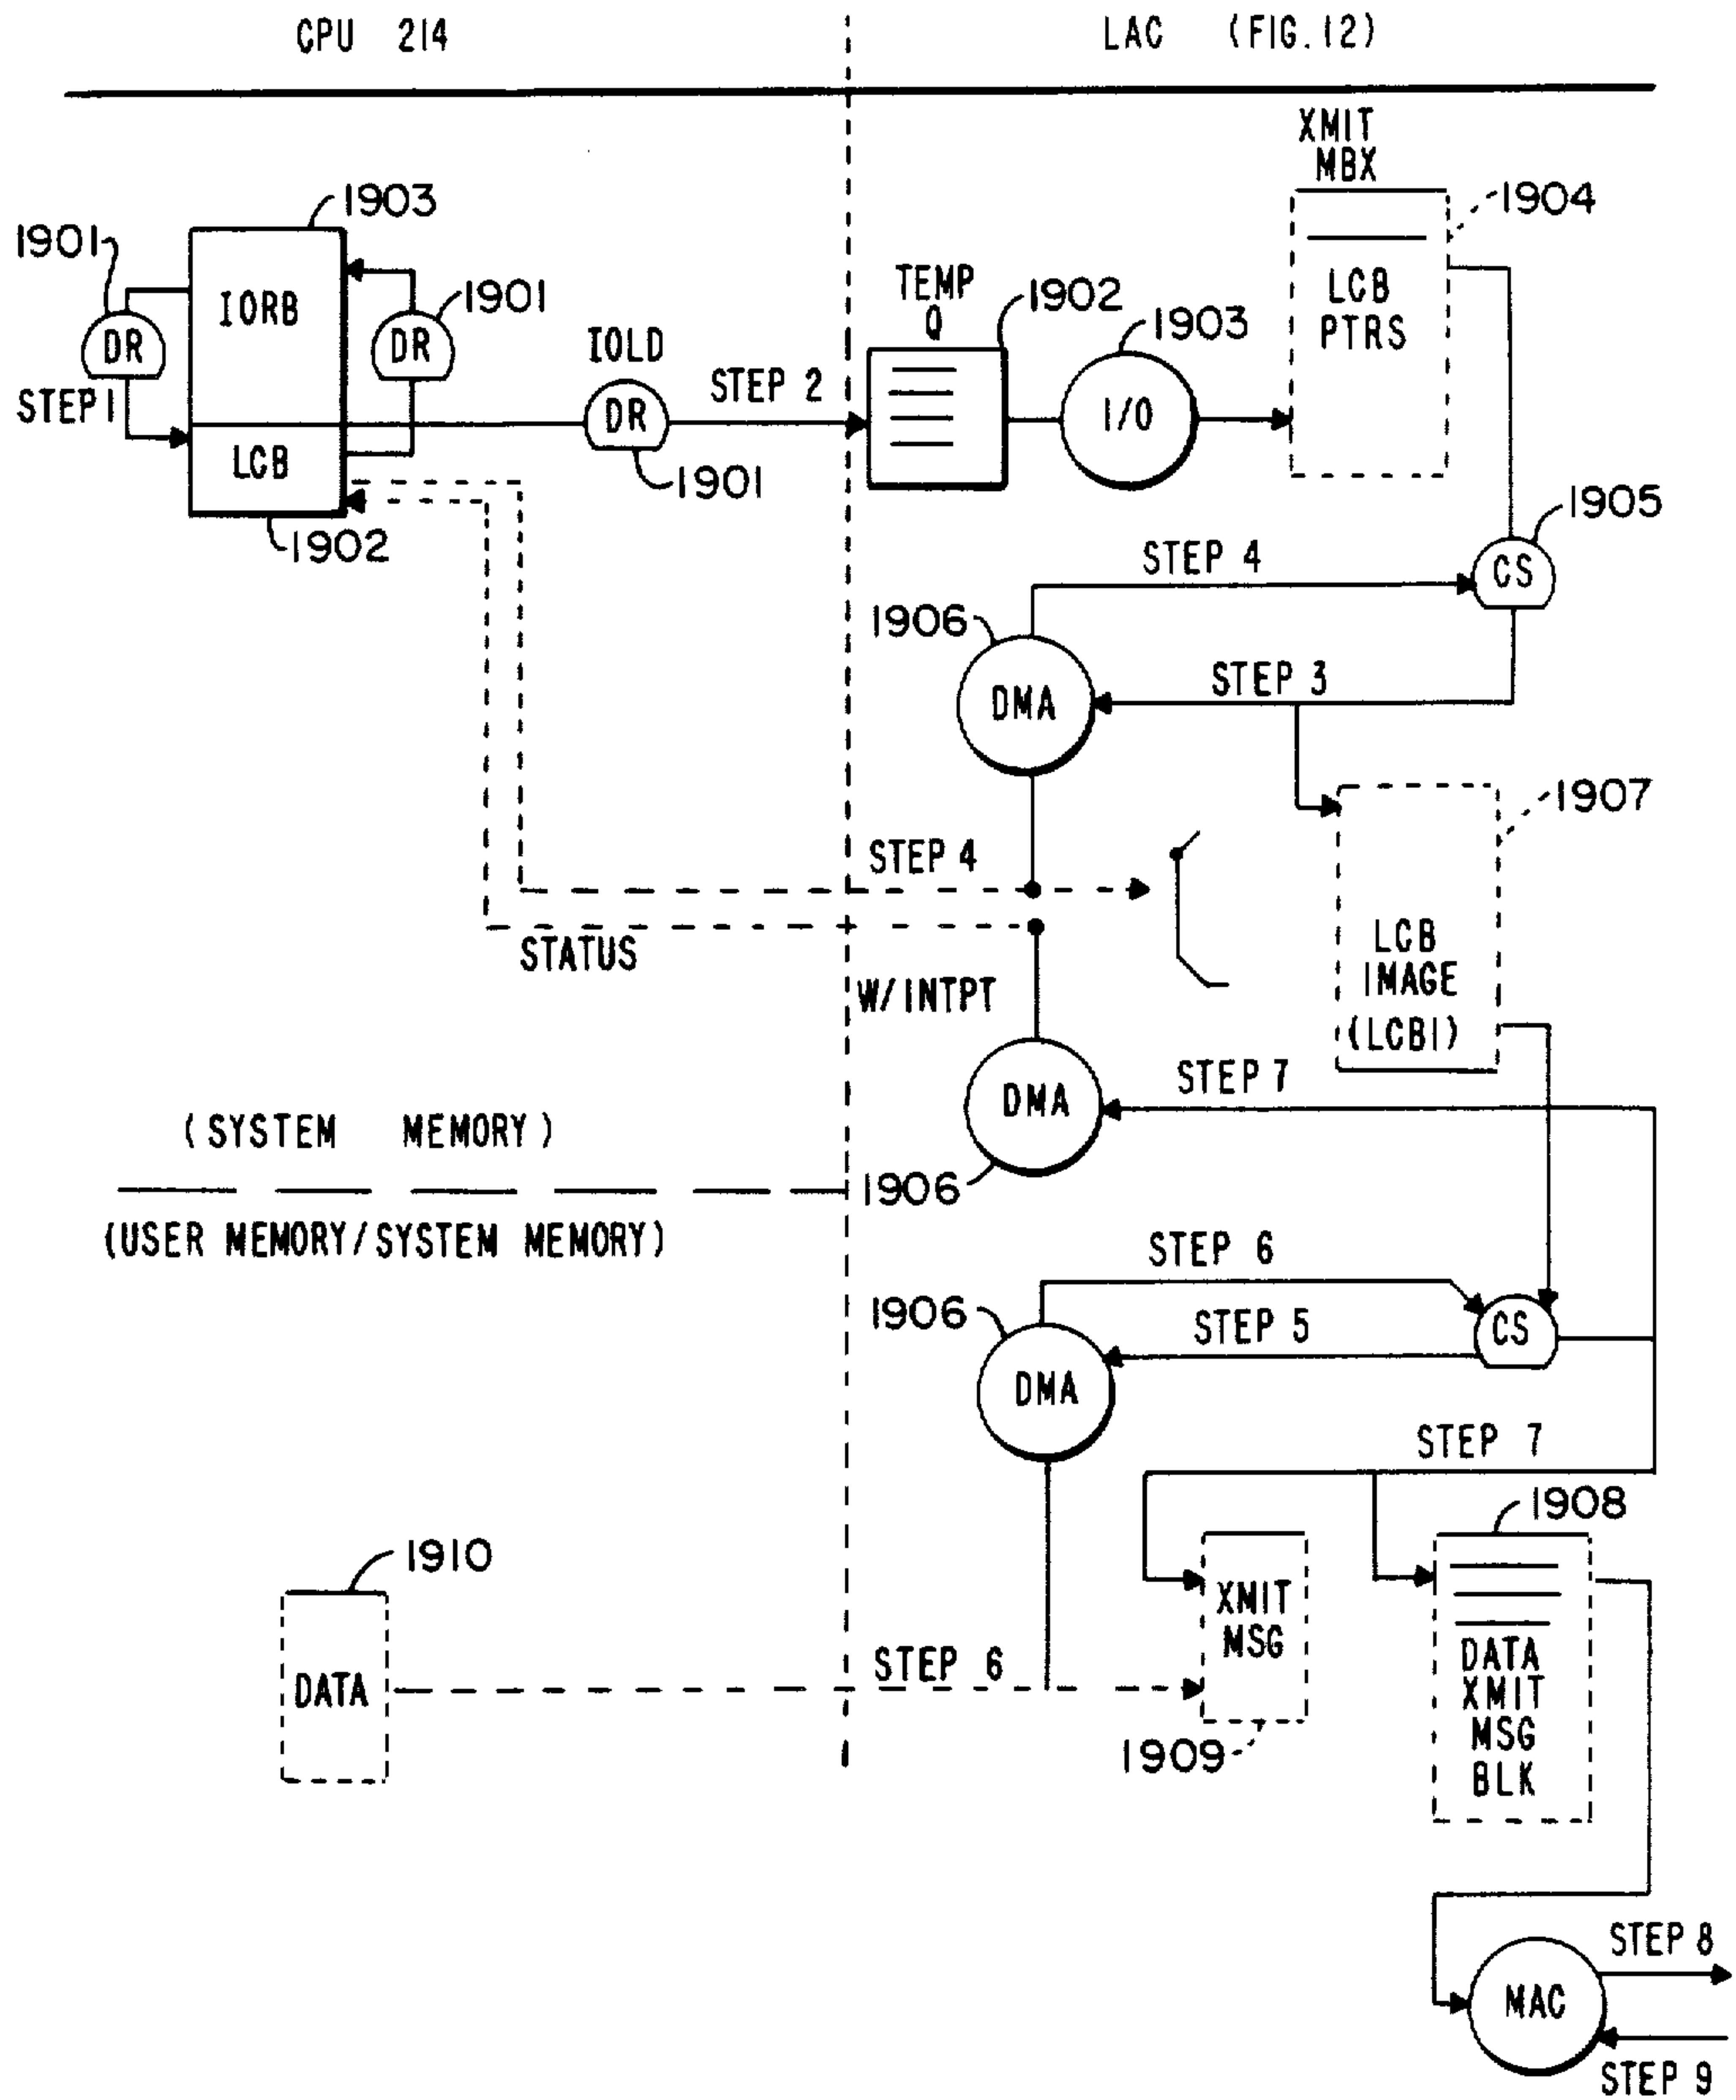 CPU 214
LAC (FIG.12)
XMIT
MBX
1903
1904
1901
1901
IORB
DR
DR
TEMP
Q
1902
1903
LCB
PTRS
IOLD
STEP 1
STEP 2
DR
I/O
LCB
1901
1902
1905
STEP 4
CS
1906
STEP 3
DMA
1907
STEP 4
STATUS
LCB
IMAGE
(LCBI)
W/INTPT
STEP 7
DMA
(SYSTEM MEMORY)
1906
(USER MEMORY/SYSTEM MEMORY)
STEP 6
1906
STEP 5
CS
DMA
STEP 7
1908
1910
XMIT
MSG
DATA
STEP 6
DATA
XMIT
MSG
BLK
1909
STEP 8
MAC
STEP 9